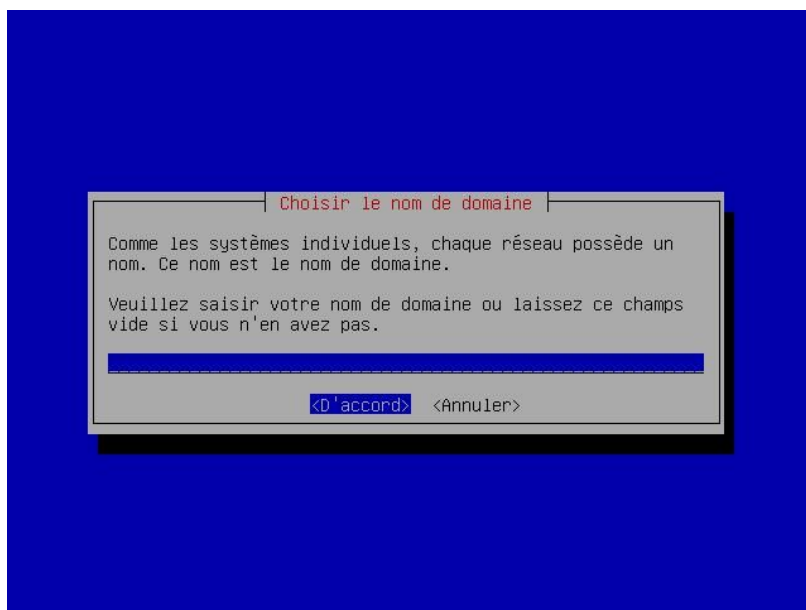 Choisir le nom de domaine
Comme les systèmes individuels, chaque réseau possède un
nom. Ce nom est le nom de domaine.
Veuillez saisir votre nom de domaine ou laissez ce champs
vide si vous n'en avez pas.
<D'accord> <Annuler>